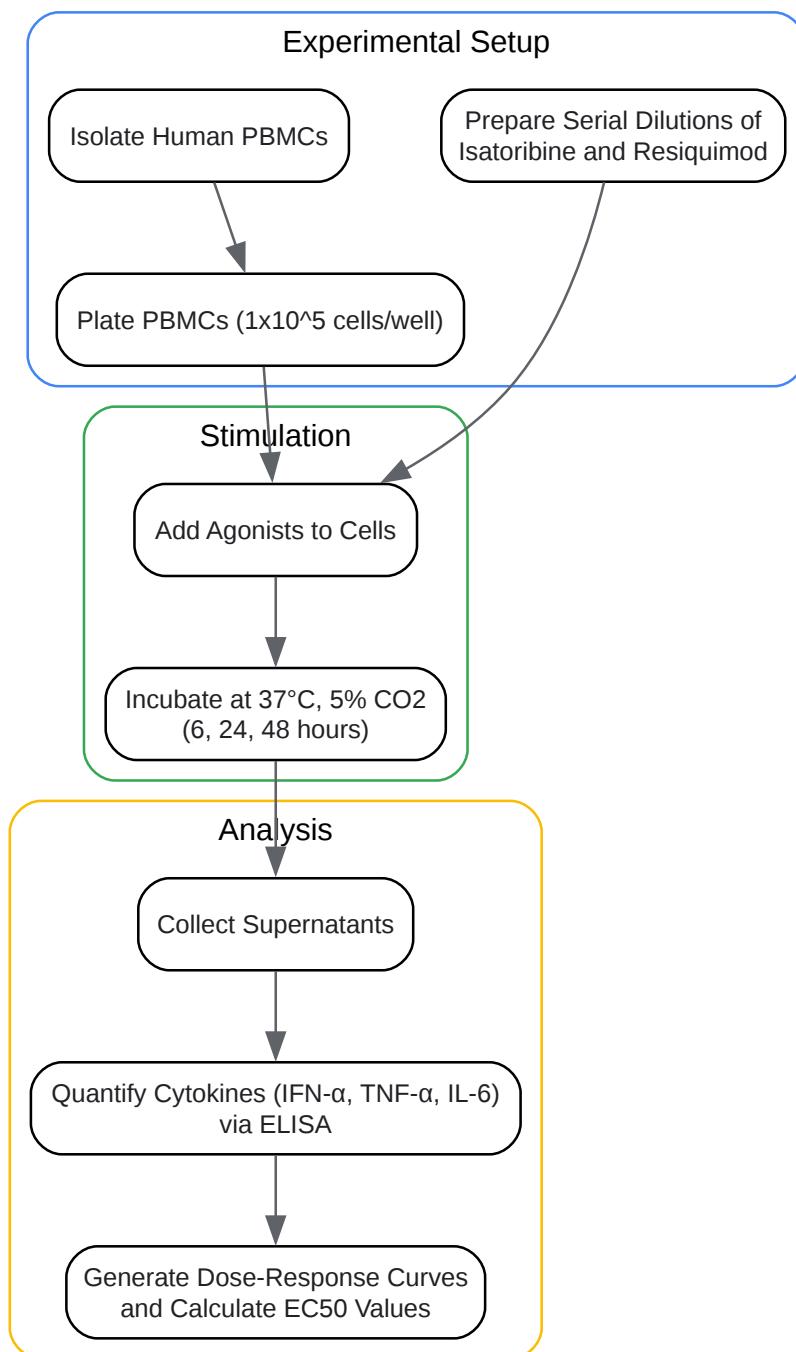 Experimental Setup
Isolate Human PBMCs
Prepare Serial Dilutions of
Isatoribine and Resiquimod
Plate PBMCs (1x10^5 cells/well)
Stimulation
Add Agonists to Cells
Incubate at 37°C, 5% CO2
(6, 24, 48 hours)
Analysis
Collect Supernatants
Quantify Cytokines (IFN-α, TNF-α, IL-6)
via ELISA
Generate Dose-Response Curves
and Calculate EC50 Values